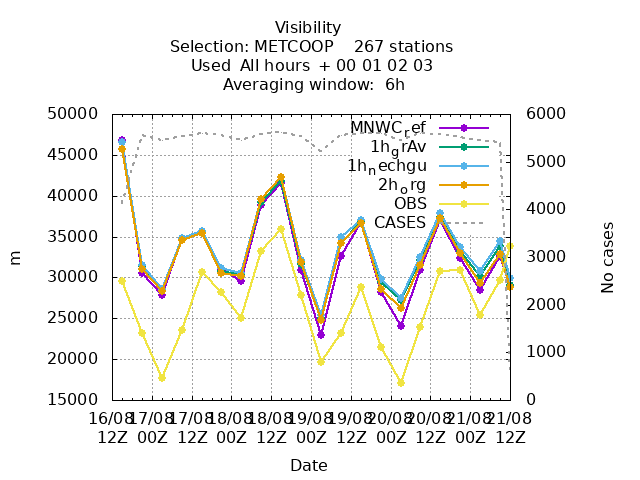 Visibility
Selection: METCOOP    267 stations
Used  All hours  + 00 01 02 03
Averaging window:  6h
50000
45000
40000
35000
30000
25000
20000
15000
m
6000
5000
4000
3000
2000
1000
0
No cases
MNWC_ref
1h_grAv
1h_nechgu
2h_org
OBS
CASES
16/08 17/08 17/08 18/08 18/08 19/08 19/08 20/08 20/08 21/08 21/08
12Z 00Z 12Z 00Z 12Z 00Z 12Z 00Z 12Z 00Z 12Z
Date